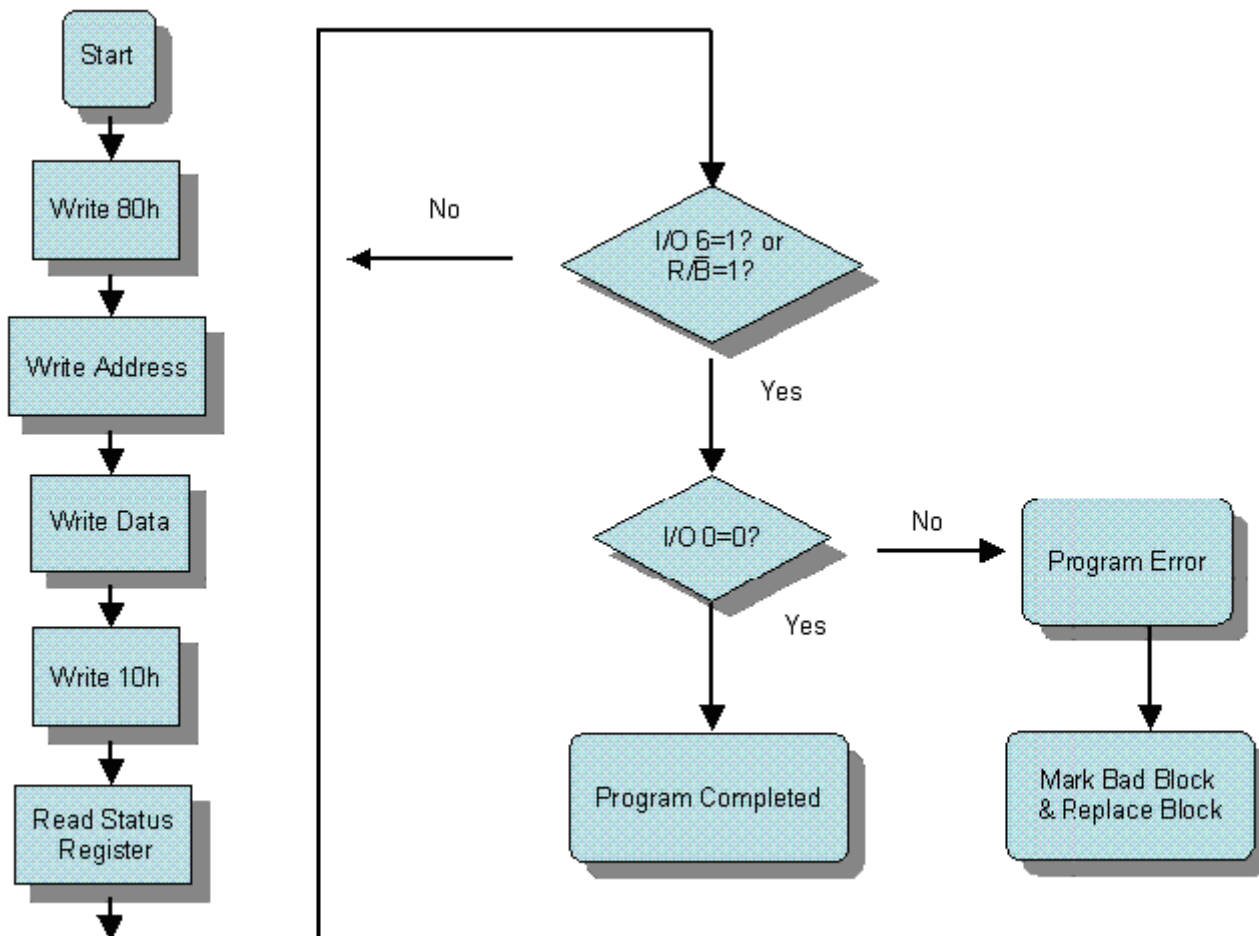 Start
Write 80h
Write Address
Write Data
Write 10h
Read Status
Register
No
I/O 6=1? or
R/B̅=1?
Yes
I/O 0=0?
No
Yes
Program Error
Program Completed
Mark Bad Block
& Replace Block